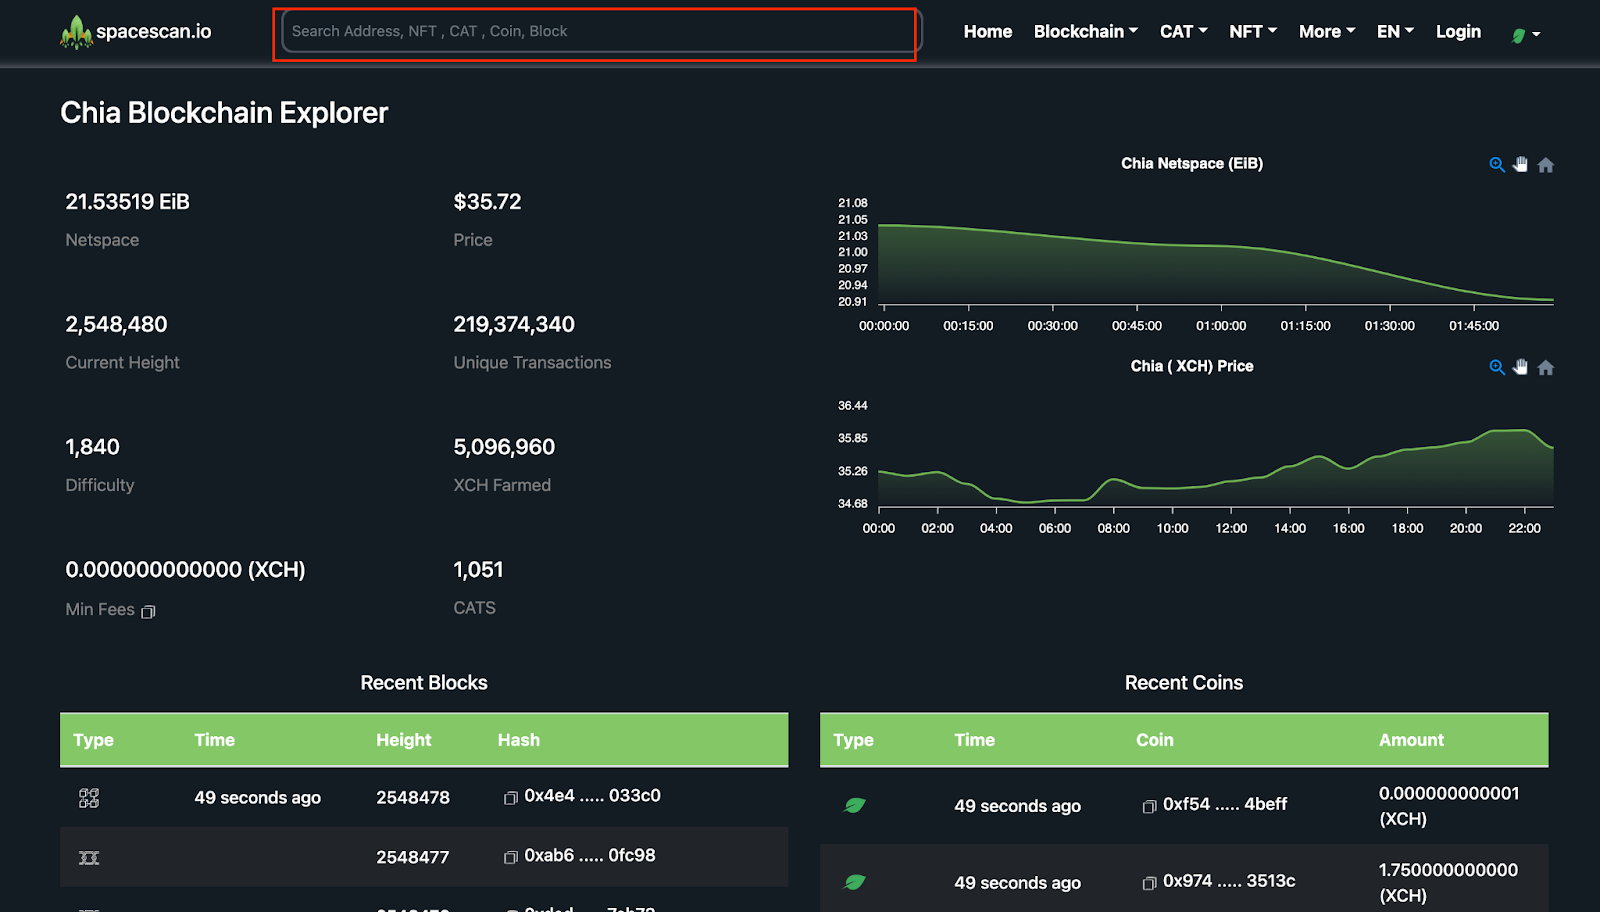 spacescan.io
Search Address, NFT , CAT , Coin, Block
Home Blockchain CAT NFT More EN Login
Chia Blockchain Explorer
21.53519 EiB
Netspace
$35.72
Price
2,548,480
Current Height
219,374,340
Unique Transactions
1,840
Difficulty
5,096,960
XCH Farmed
0.000000000000 (XCH)
Min Fees
1,051
CATS
Chia Netspace (EiB)
21.08
21.05
21.03
21.00
20.97
20.94
20.91
00:00:00 00:15:00 00:30:00 00:45:00 01:00:00 01:15:00 01:30:00 01:45:00
Chia ( XCH) Price
36.44
35.85
35.26
34.68
00:00 02:00 04:00 06:00 08:00 10:00 12:00 14:00 16:00 18:00 20:00 22:00
Recent Blocks
Type Time Height Hash
49 seconds ago 2548478 0x4e4 ..... 033c0
2548477 0xab6 ..... 0fc98
Recent Coins
Type Time Coin Amount
49 seconds ago 0xf54 ..... 4beff 0.000000000001
(XCH)
49 seconds ago 0x974 ..... 3513c 1.750000000000
(XCH)